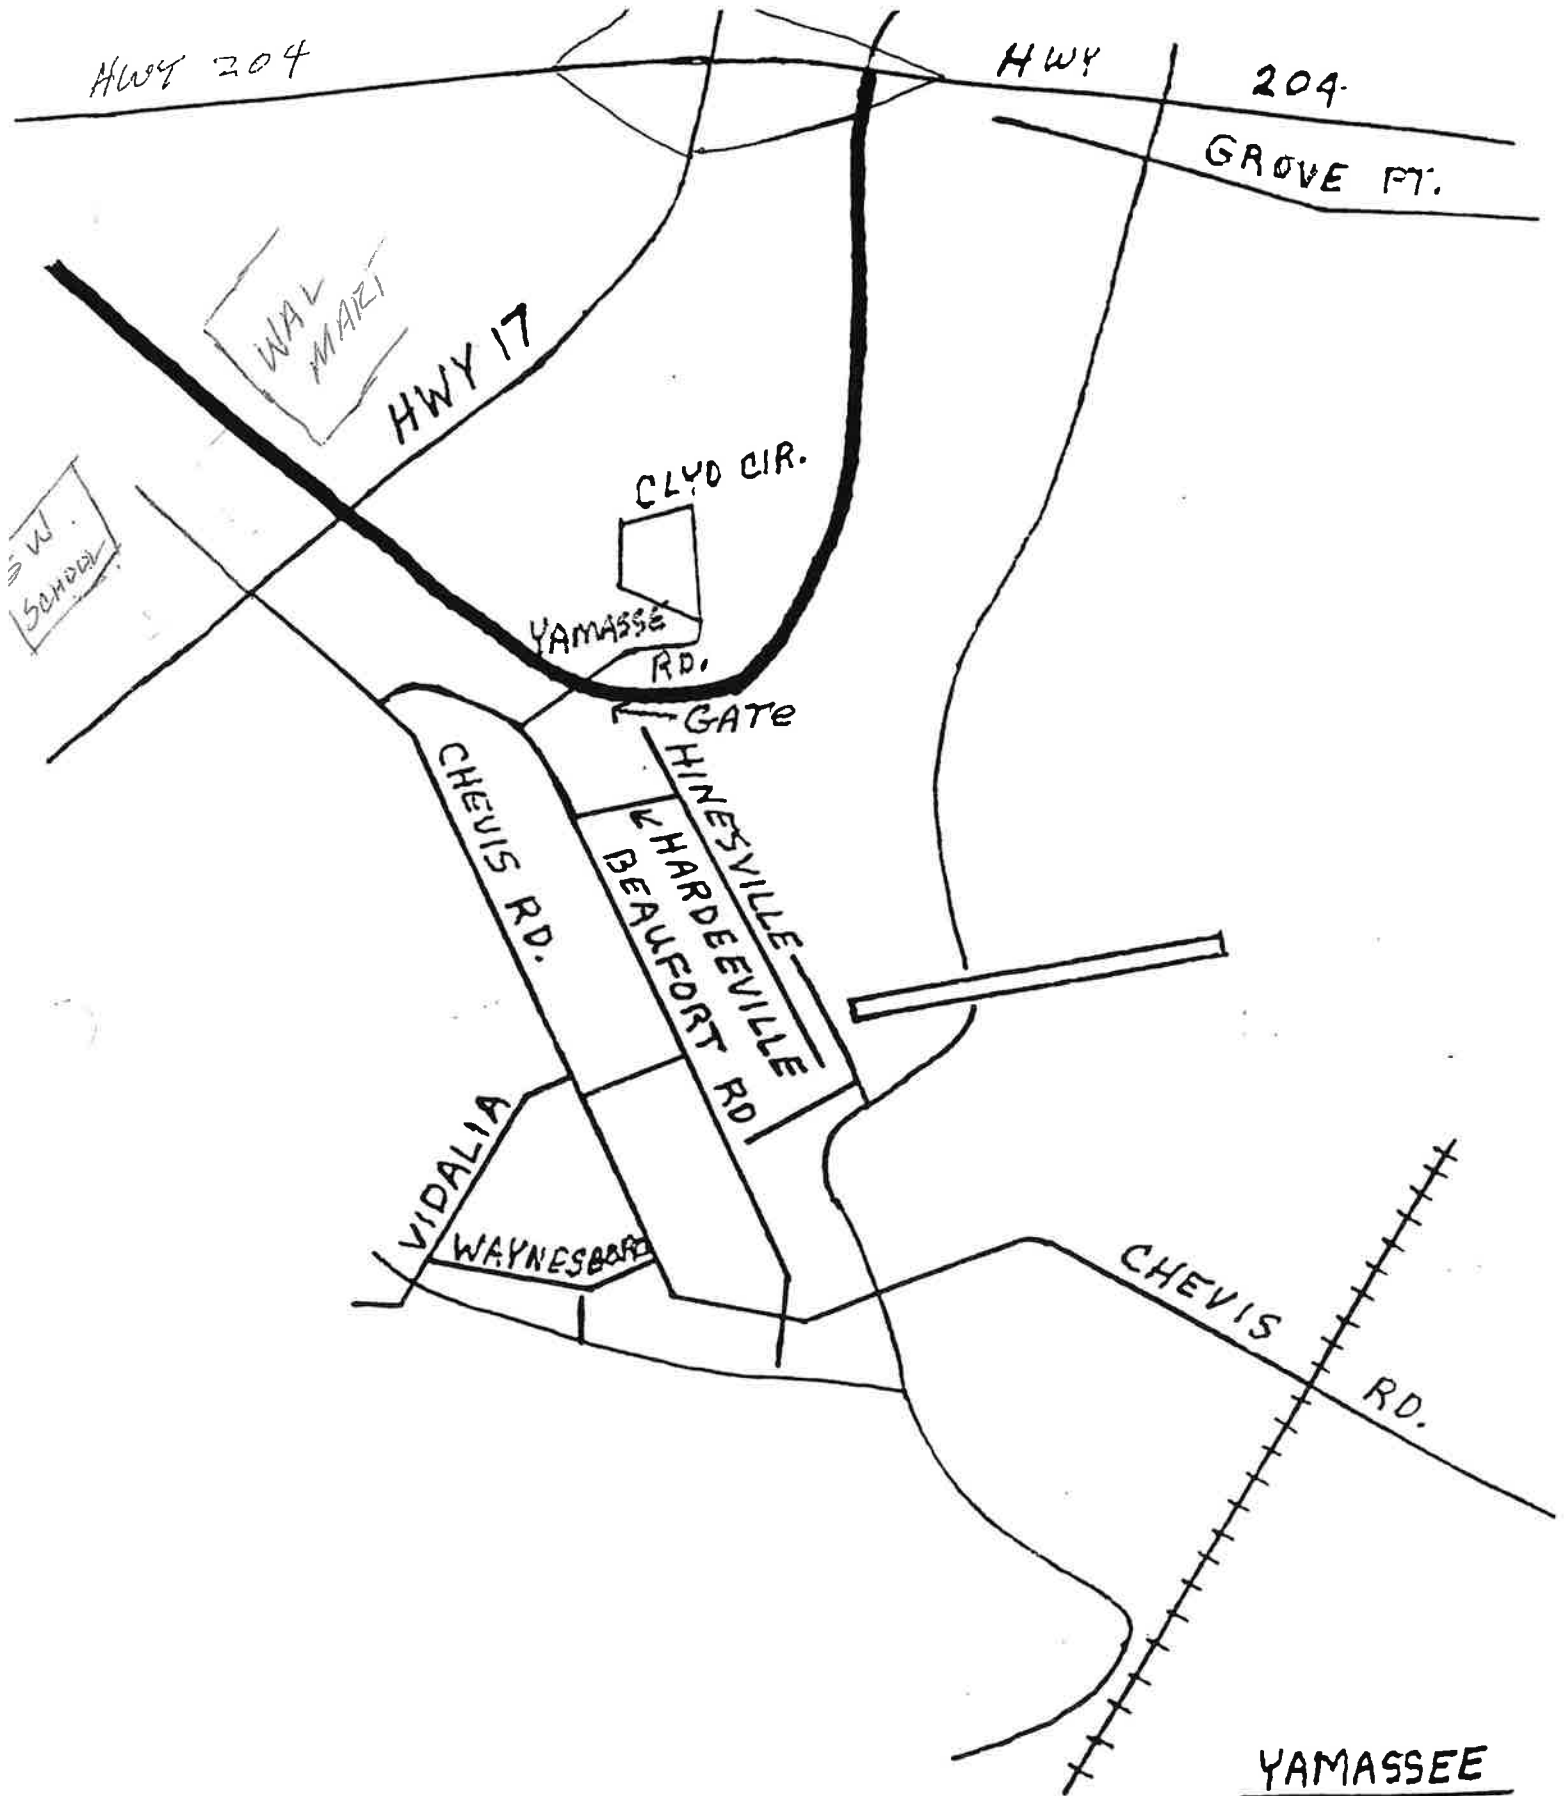 HWY 204
HWY
204.
GROVE PT.
WAL
MART
HWY 17
CLYD CIR.
SW.
SCHOOL
YAMASSE
RD.
GATe
CHEVIS RD.
HINESVILLE
HARDEEVILLE
BEAUFORT RD
VIDALIA
WAYNESBORO
CHEVIS
RD.
YAMASSEE